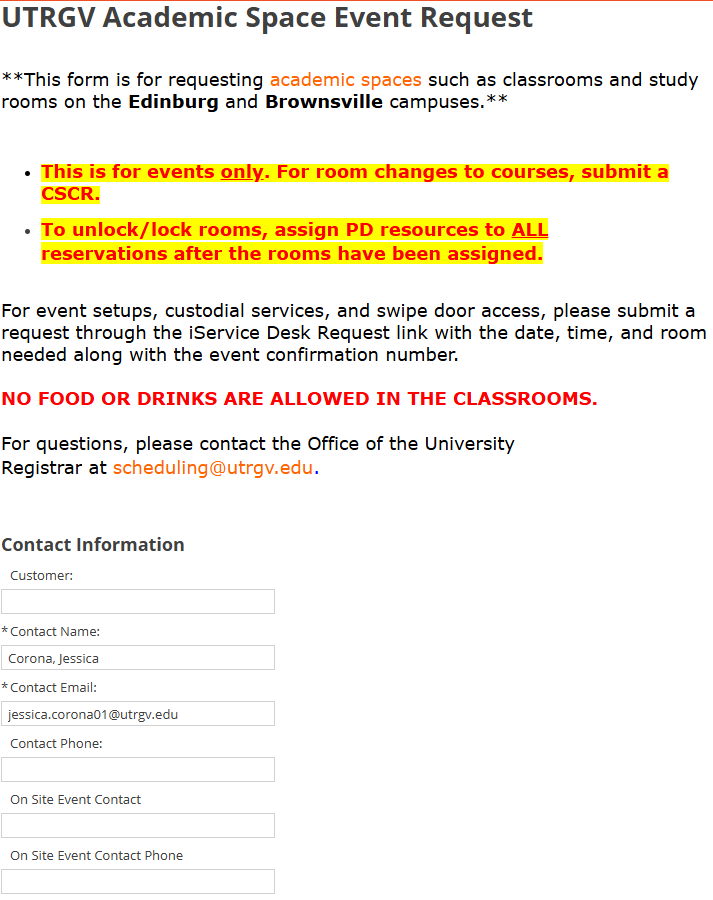 UTRGV Academic Space Event Request
**This form is for requesting academic spaces such as classrooms and study
rooms on the Edinburg and Brownsville campuses.**
• This is for events only. For room changes to courses, submit a
CSCR.
• To unlock/lock rooms, assign PD resources to ALL
reservations after the rooms have been assigned.
For event setups, custodial services, and swipe door access, please submit a
request through the iService Desk Request link with the date, time, and room
needed along with the event confirmation number.
NO FOOD OR DRINKS ARE ALLOWED IN THE CLASSROOMS.
For questions, please contact the Office of the University
Registrar at scheduling@utrgv.edu.
Contact Information
Customer:
* Contact Name:
Corona, Jessica
* Contact Email:
jessica.corona01@utrgv.edu
Contact Phone:
On Site Event Contact
On Site Event Contact Phone